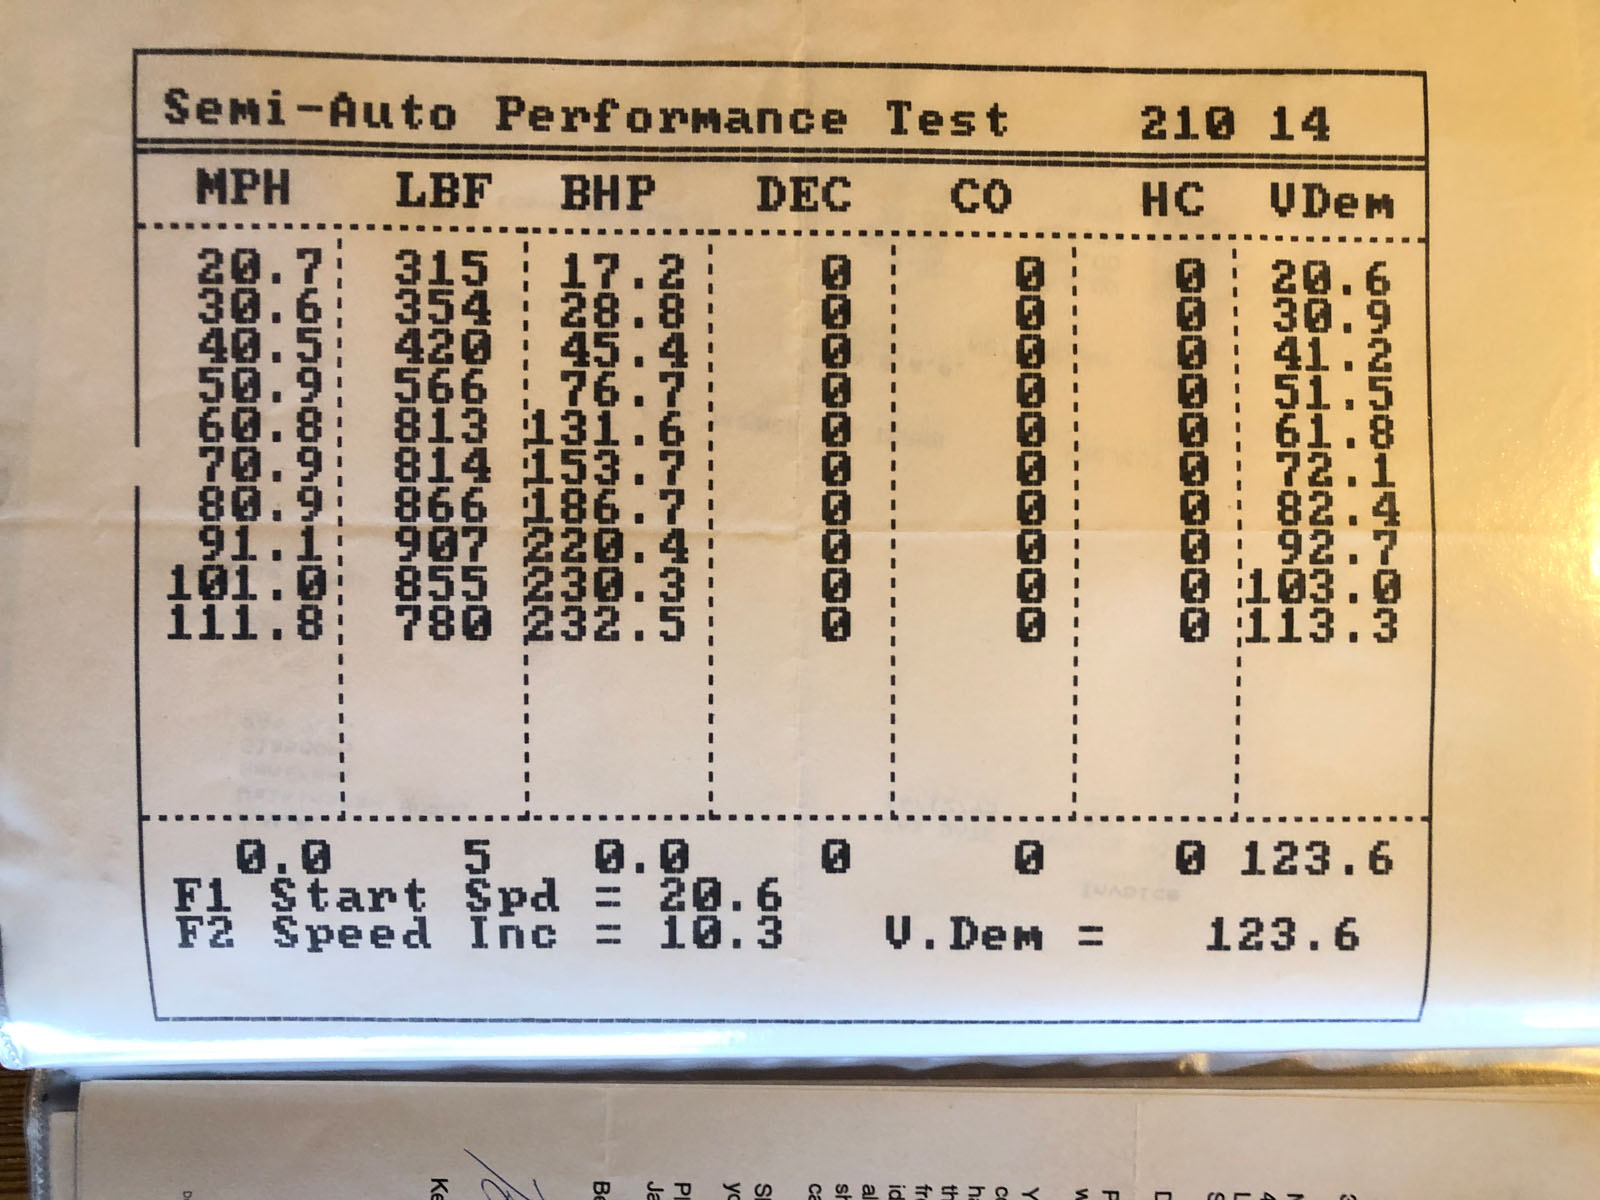 Semi-Auto Performance Test 210 14
MPH LBF BHP DEC CO HC VDem
20.7 315 17.2 0 0 0 20.6
30.6 354 28.8 0 0 0 30.9
40.5 420 45.4 0 0 0 41.2
50.9 566 76.7 0 0 0 51.5
60.8 813 131.6 0 0 0 61.8
70.9 814 153.7 0 0 0 72.1
80.9 866 186.7 0 0 0 82.4
91.1 907 220.4 0 0 0 92.7
101.0 855 230.3 0 0 0 103.0
111.8 780 232.5 0 0 0 113.3
0.0 5 0.0 0 0 0 123.6
F1 Start Spd = 20.6
F2 Speed Inc = 10.3 V.Dem = 123.6